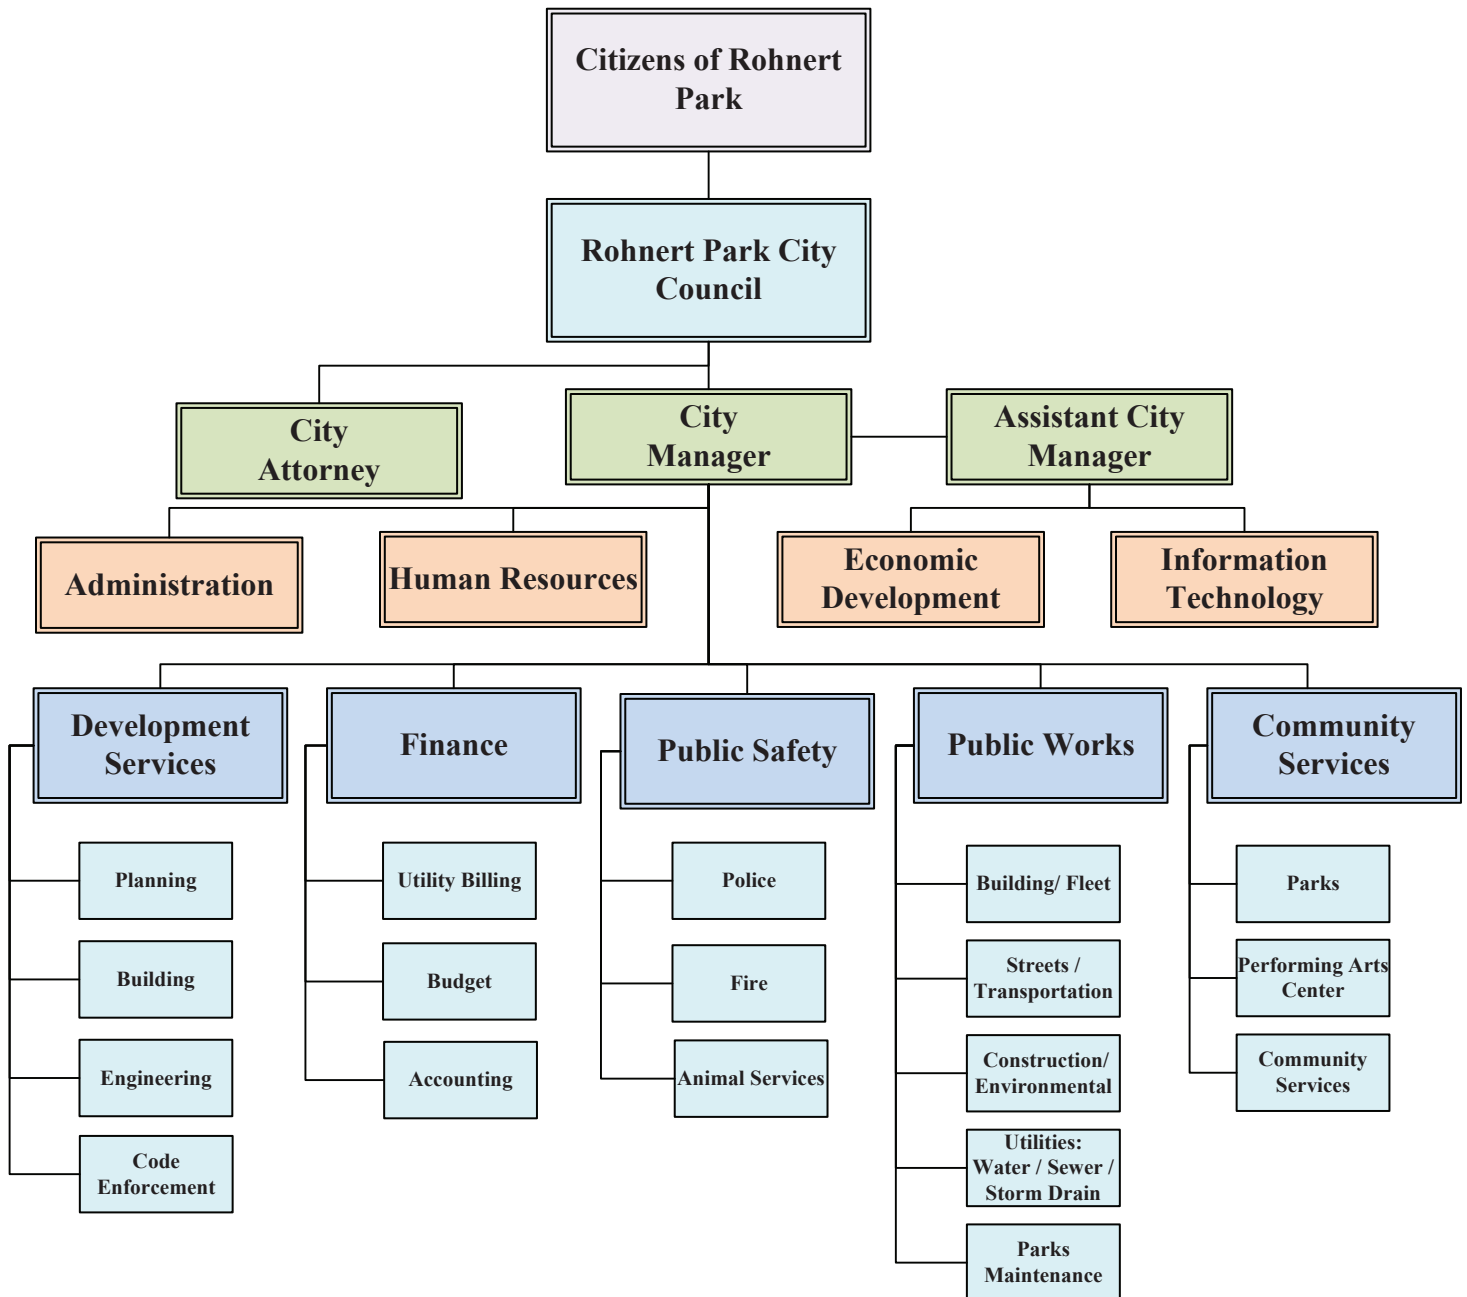 Citizens of Rohnert
Park
Rohnert Park City
Council
City
Attorney
City
Manager
Assistant City
Manager
Administration
Human Resources
Economic
Development
Information
Technology
Development
Services
Finance
Public Safety
Public Works
Community
Services
Planning
Building
Engineering
Code
Enforcement
Utility Billing
Budget
Accounting
Police
Fire
Animal Services
Building/ Fleet
Streets /
Transportation
Construction/
Environmental
Utilities:
Water / Sewer /
Storm Drain
Parks
Maintenance
Parks
Performing Arts
Center
Community
Services